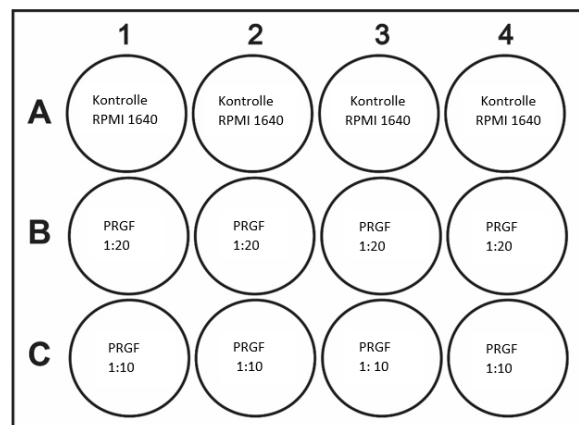 1 2 3 4
A
Kontrolle Kontrolle Kontrolle Kontrolle
RPMI 1640 RPMI 1640 RPMI 1640 RPMI 1640
B
PRGF PRGF PRGF PRGF
1:20 1:20 1:20 1:20
C
PRGF PRGF PRGF PRGF
1:10 1:10 1: 10 1:10